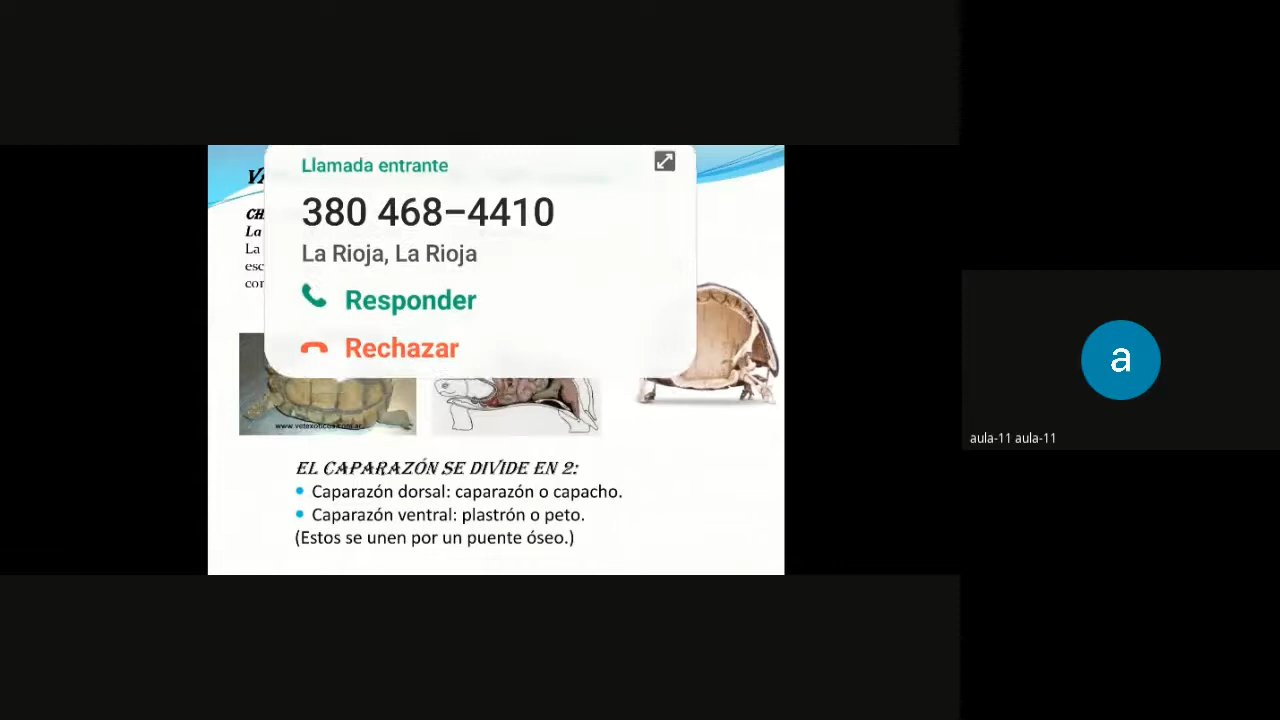 Llamada entrante
380 468–4410
La Rioja, La Rioja
Responder
Rechazar
La
La
www.vetexoticos.com.ar
EL CAPARAZÓN SE DIVIDE EN 2:
Caparazón dorsal: caparazón o capacho.
Caparazón ventral: plastrón o peto.
(Estos se unen por un puente óseo.)
a
aula-11 aula-11